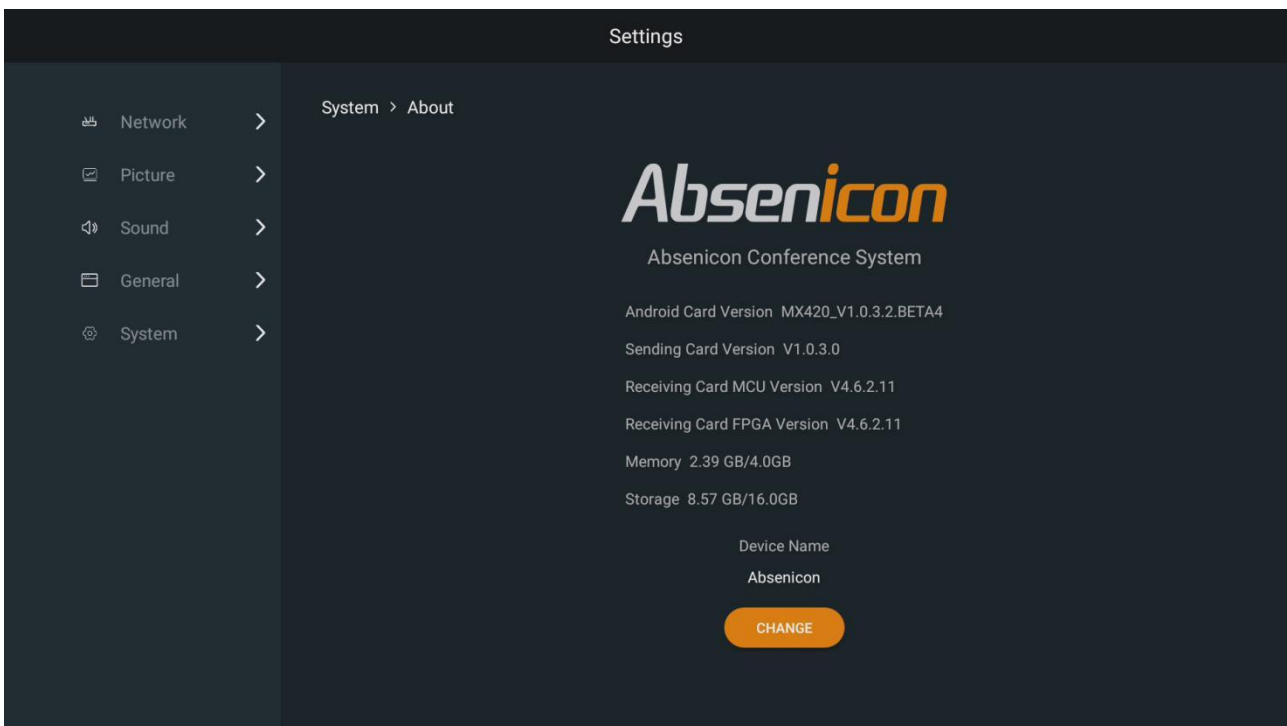 Settings
Network
Picture
Sound
General
System
System > About
Absenicon
Absenicon Conference System
Android Card Version MX420_V1.0.3.2.BETA4
Sending Card Version V1.0.3.0
Receiving Card MCU Version V4.6.2.11
Receiving Card FPGA Version V4.6.2.11
Memory 2.39 GB/4.0GB
Storage 8.57 GB/16.0GB
Device Name
Absenicon
CHANGE